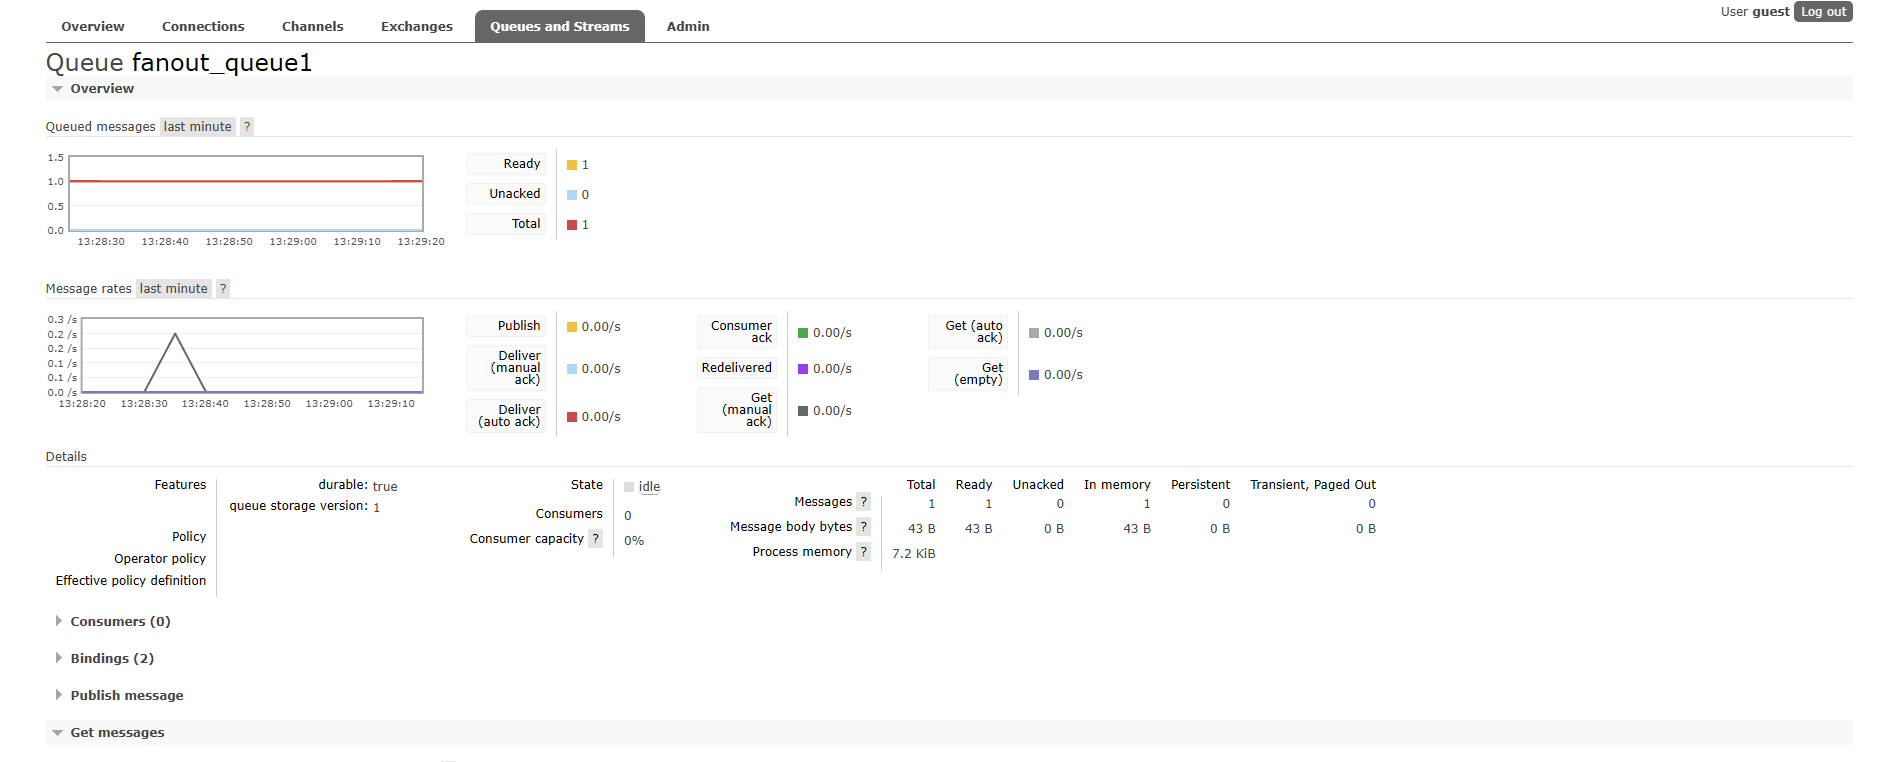 User guest Log out
Overview Connections Channels Exchanges Queues and Streams Admin
Queue fanout_queue1
Overview
Queued messages last minute ?
1.5
1.0
0.5
0.0
13:28:30 13:28:40 13:28:50 13:29:00 13:29:10 13:29:20
Ready 1
Unacked 0
Total 1
Message rates last minute ?
0.3 /s
0.2 /s
0.2 /s
0.1 /s
0.1 /s
0.0 /s
13:28:20 13:28:30 13:28:40 13:28:50 13:29:00 13:29:10
Publish 0.00/s
Deliver
(manual 0.00/s
ack)
Deliver
(auto ack) 0.00/s
Consumer
ack 0.00/s
Redelivered 0.00/s
Get
(manual 0.00/s
ack)
Get (auto
ack) 0.00/s
Get
(empty) 0.00/s
Details
Features durable: true
queue storage version: 1
Policy
Operator policy
Effective policy definition
State idle
Consumers 0
Consumer capacity ? 0%
Total Ready Unacked In memory Persistent Transient, Paged Out
Messages ? 1 1 0 1 0 0
Message body bytes ? 43 B 43 B 0 B 43 B 0 B 0 B
Process memory ? 7.2 KiB
Consumers (0)
Bindings (2)
Publish message
Get messages